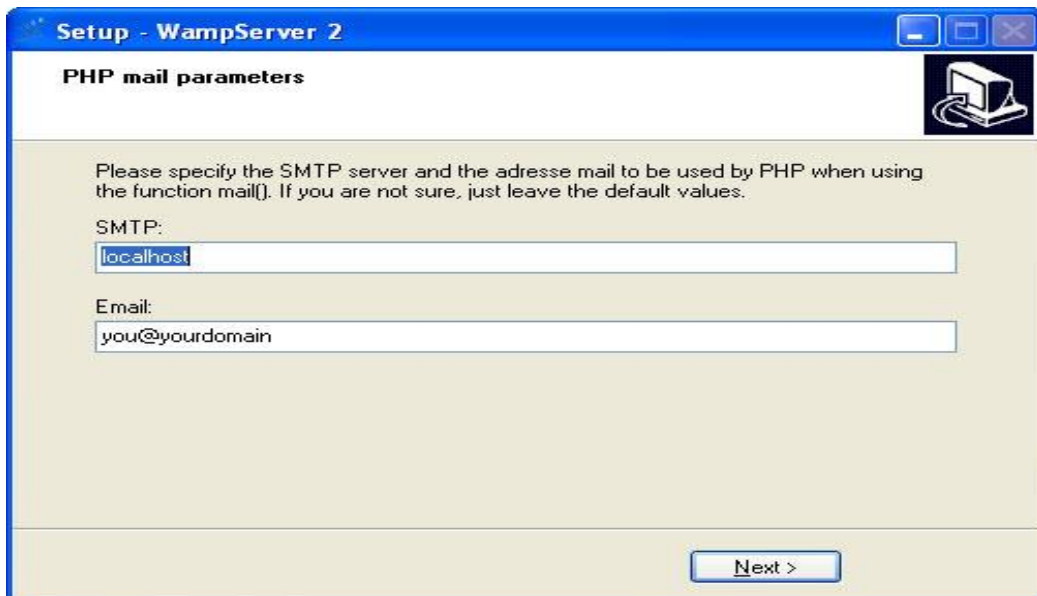 Setup - WampServer 2
PHP mail parameters
Please specify the SMTP server and the adresse mail to be used by PHP when using
the function mail(). If you are not sure, just leave the default values.
SMTP:
localhost
Email:
you@yourdomain
Next >